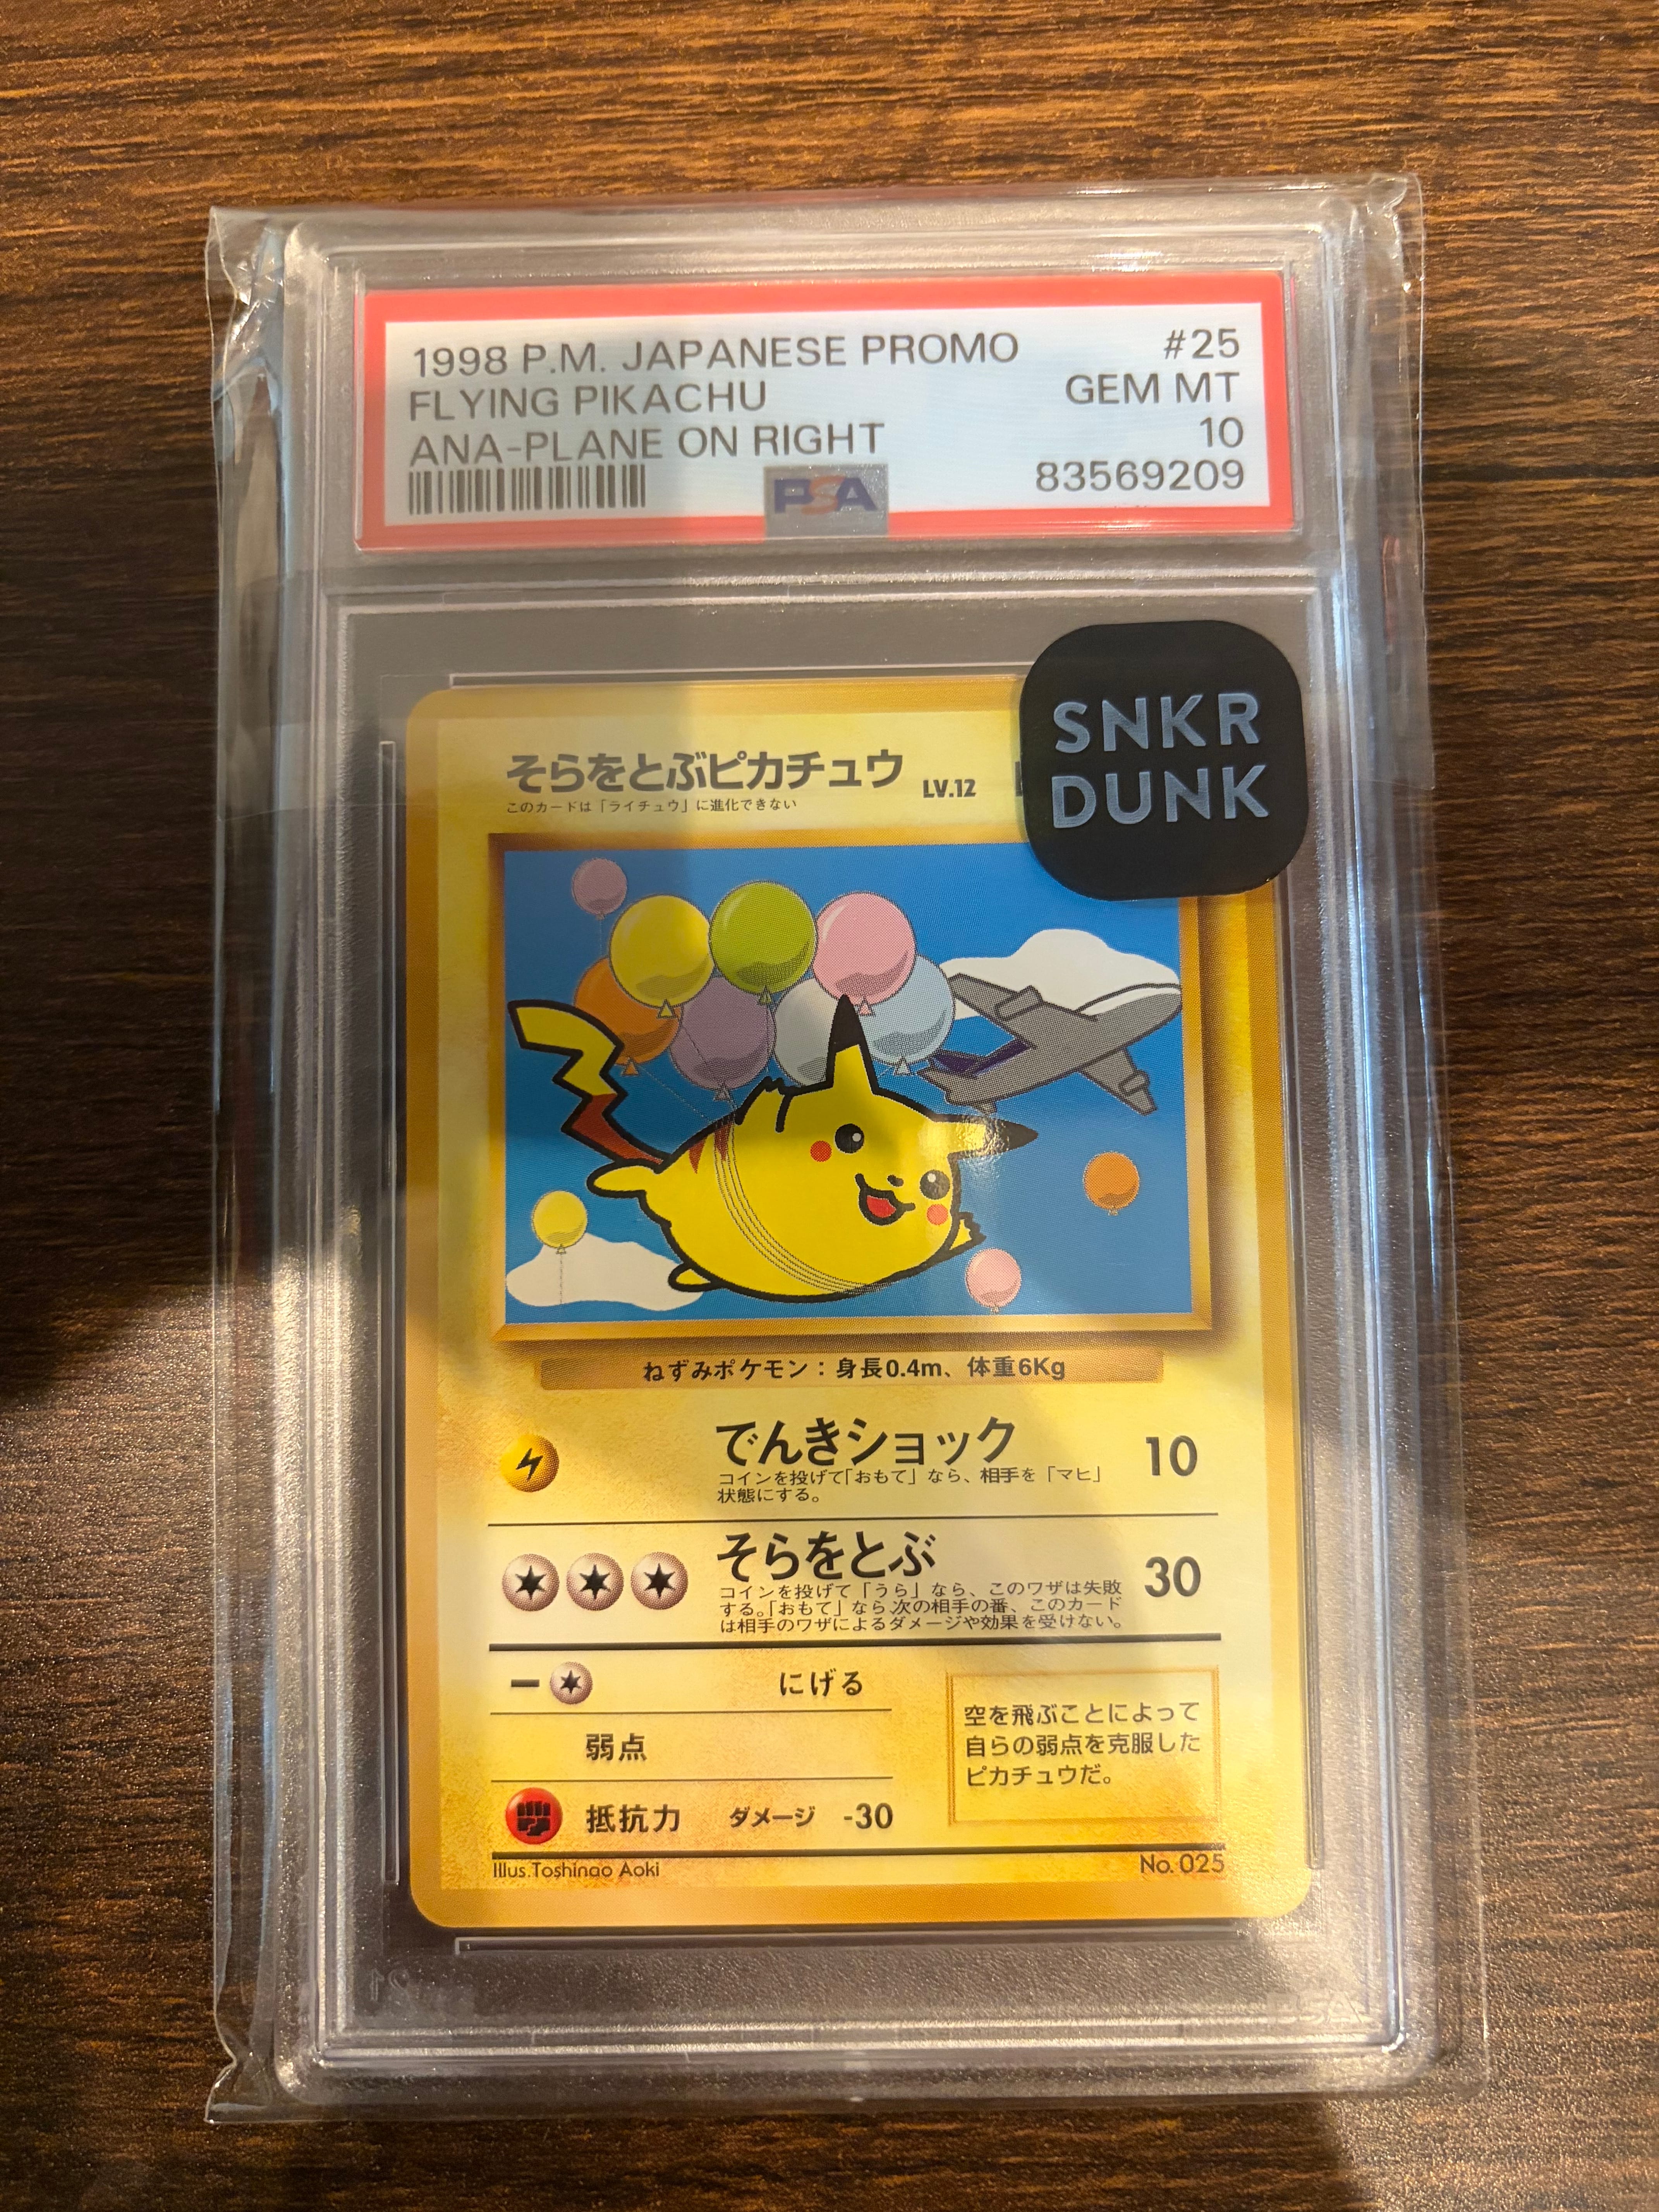 1998 P.M. JAPANESE PROMO #25
FLYING PIKACHU GEM MT
ANA-PLANE ON RIGHT 10
PSA 83569209
SNKR
DUNK
そらをとぶピカチュウ LV.12
このカードは「ライチュウ」に進化できない
ねずみポケモン：身長0.4m、体重6Kg
でんきショック 10
コインを投げて「おもて」なら、相手を「マヒ」
状態にする。
そらをとぶ 30
コインを投げて「うら」なら、このワザは失敗
する。「おもて」なら次の相手の番、このカード
は相手のワザによるダメージや効果を受けない。
にげる
弱点
抵抗力 ダメージ -30
空を飛ぶことによって
自らの弱点を克服した
ピカチュウだ。
Illus.Toshinao Aoki No. 025
PSA